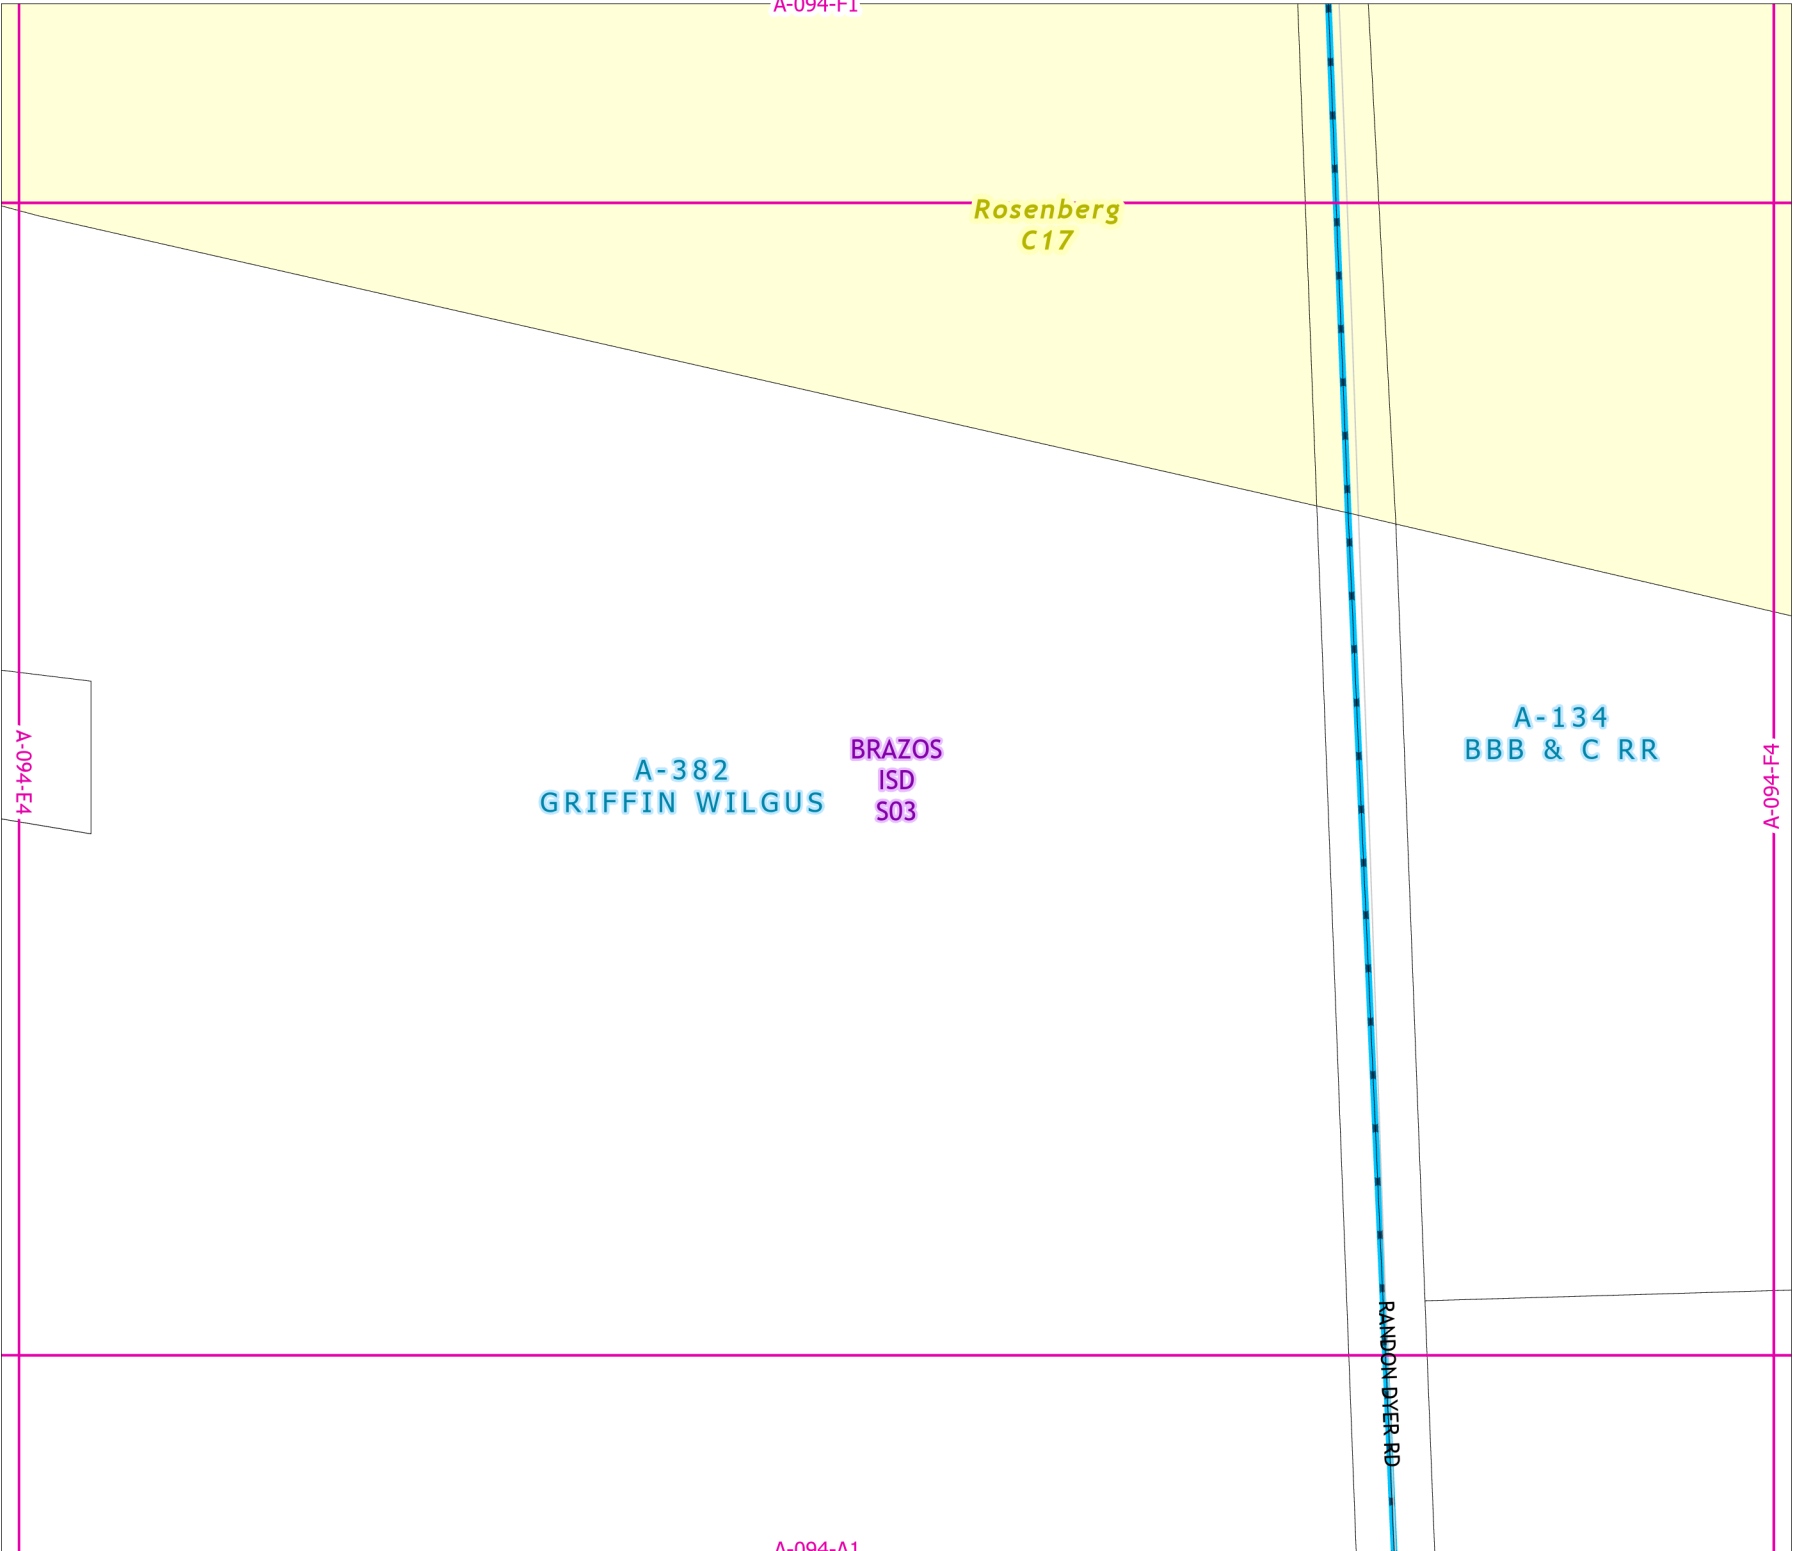 A-094-F1
Rosenberg
C17
A-134
BBB & C RR
BRAZOS
ISD
S03
A-382
GRIFFIN WILGUS
A-094-E4
A-094-F4
RANDON DYER RD
A-094-A1